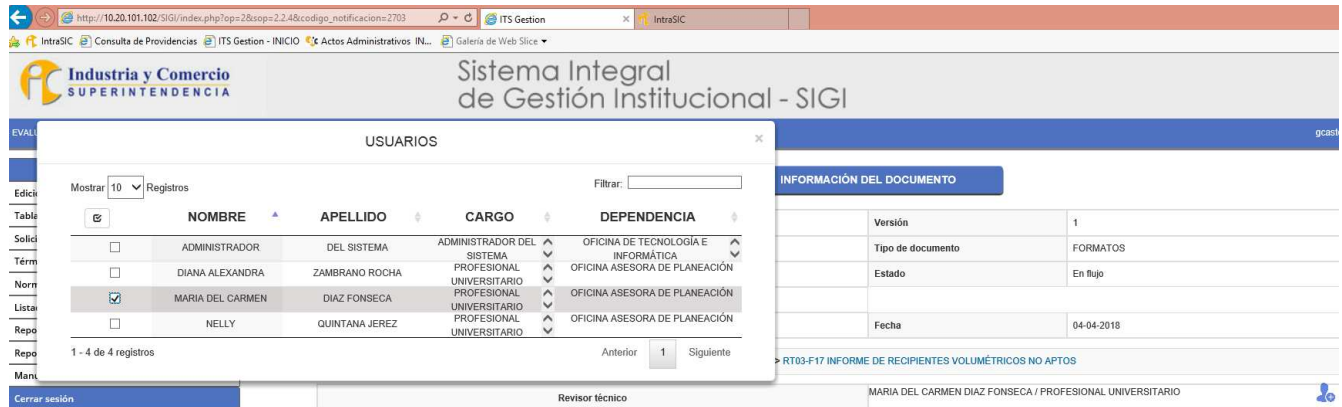 http://10.20.101.102/SIGI/index.php?op=2&sop=2.2.4&codigo_notificacion=2703
ITS Gestion
IntraSIC
IntraSIC Consulta de Providencias ITS Gestion - INICIO Actos Administrativos IN... Galería de Web Slice
Industria y Comercio
SUPERINTENDENCIA
Sistema Integral
de Gestión Institucional - SIGI
USUARIOS
Mostrar 10 Registros Filtrar:
NOMBRE APELLIDO CARGO DEPENDENCIA
ADMINISTRADOR DEL SISTEMA ADMINISTRADOR DEL SISTEMA OFICINA DE TECNOLOGÍA E INFORMÁTICA
DIANA ALEXANDRA ZAMBRANO ROCHA PROFESIONAL UNIVERSITARIO OFICINA ASESORA DE PLANEACIÓN
MARIA DEL CARMEN DIAZ FONSECA PROFESIONAL UNIVERSITARIO OFICINA ASESORA DE PLANEACIÓN
NELLY QUINTANA JEREZ PROFESIONAL UNIVERSITARIO OFICINA ASESORA DE PLANEACIÓN
1 - 4 de 4 registros Anterior 1 Siguiente
INFORMACIÓN DEL DOCUMENTO
Versión 1
Tipo de documento FORMATOS
Estado En flujo
Fecha 04-04-2018
> RT03-F17 INFORME DE RECIPIENTES VOLUMÉTRICOS NO APTOS
Cerrar sesión
Revisor técnico MARIA DEL CARMEN DIAZ FONSECA / PROFESIONAL UNIVERSITARIO